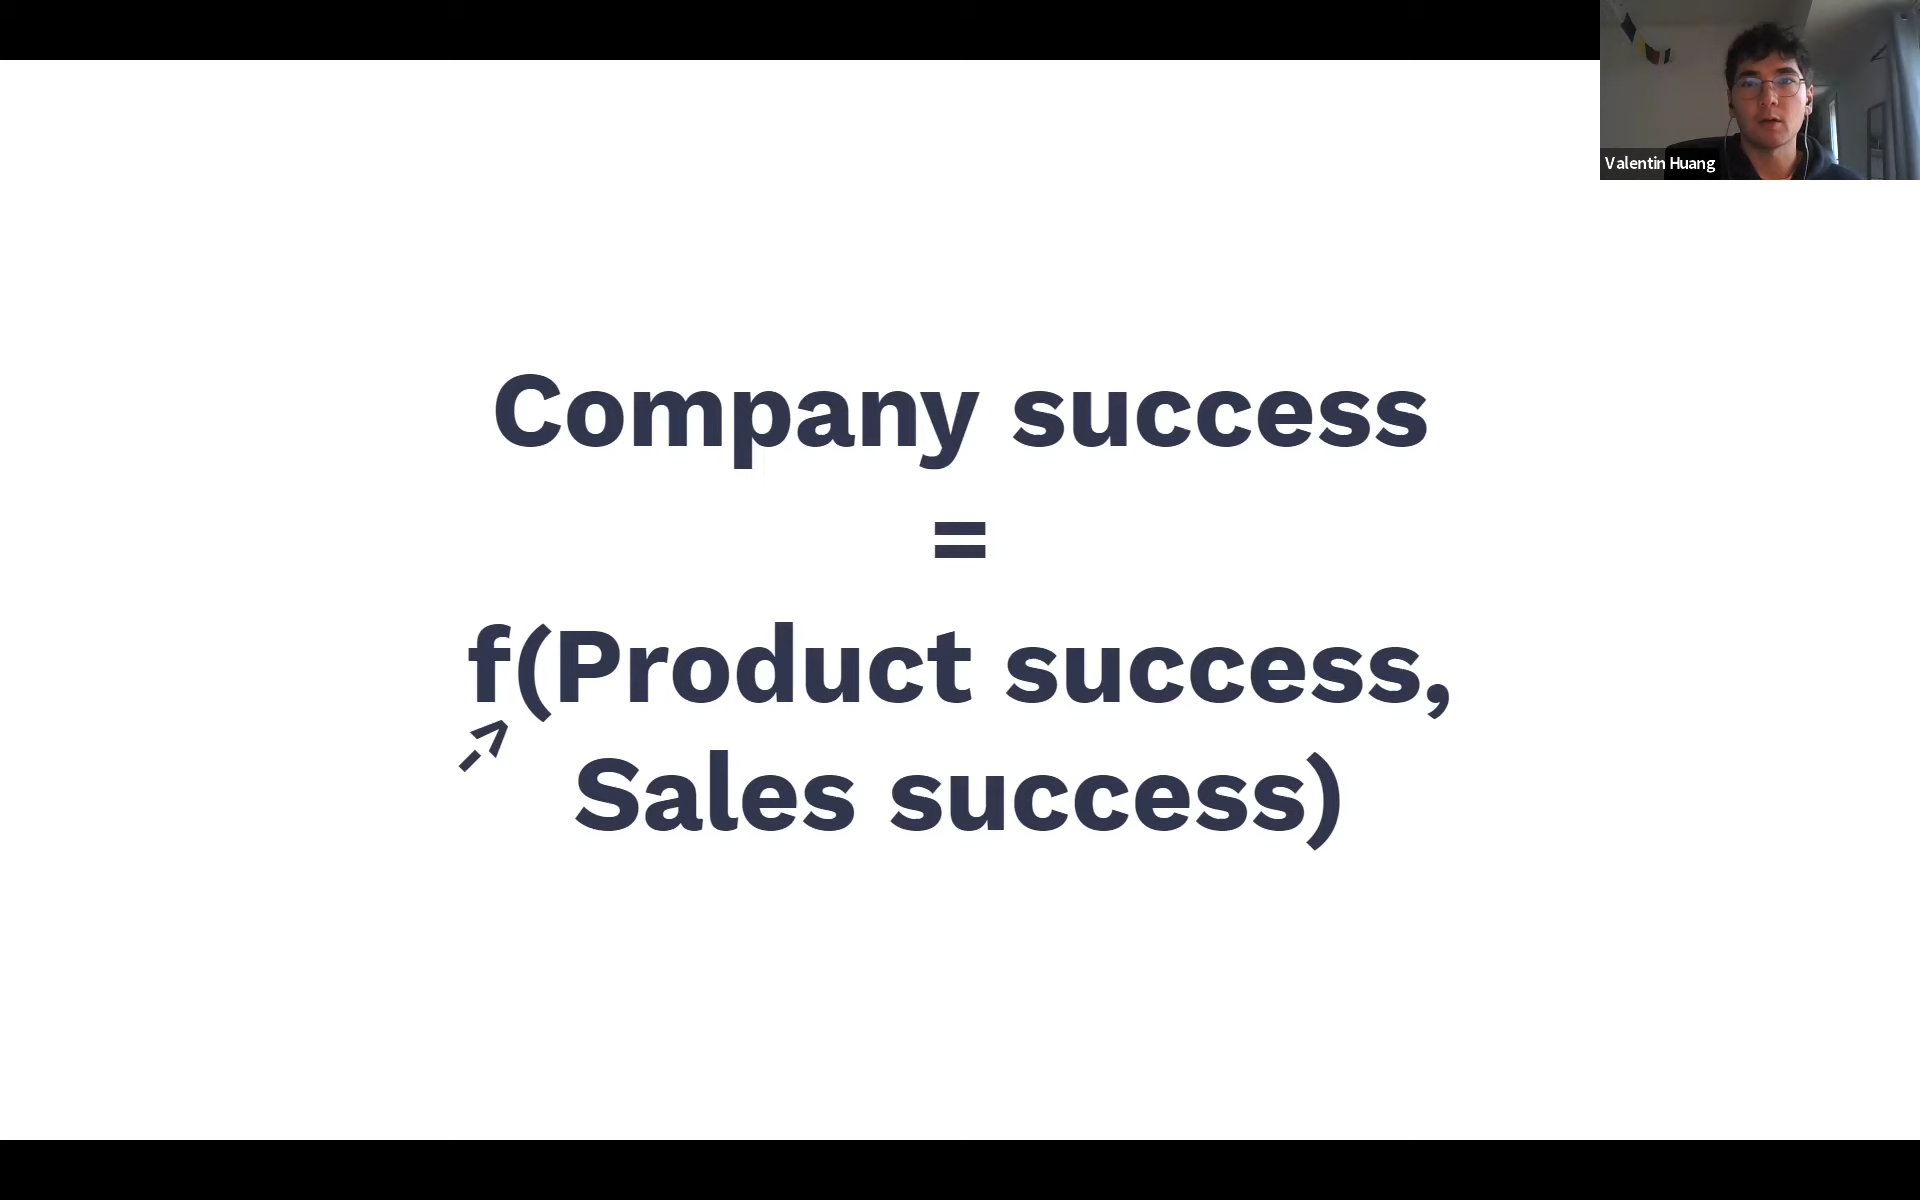 Valentin Huang
Company success
=
f(Product success,
Sales success)